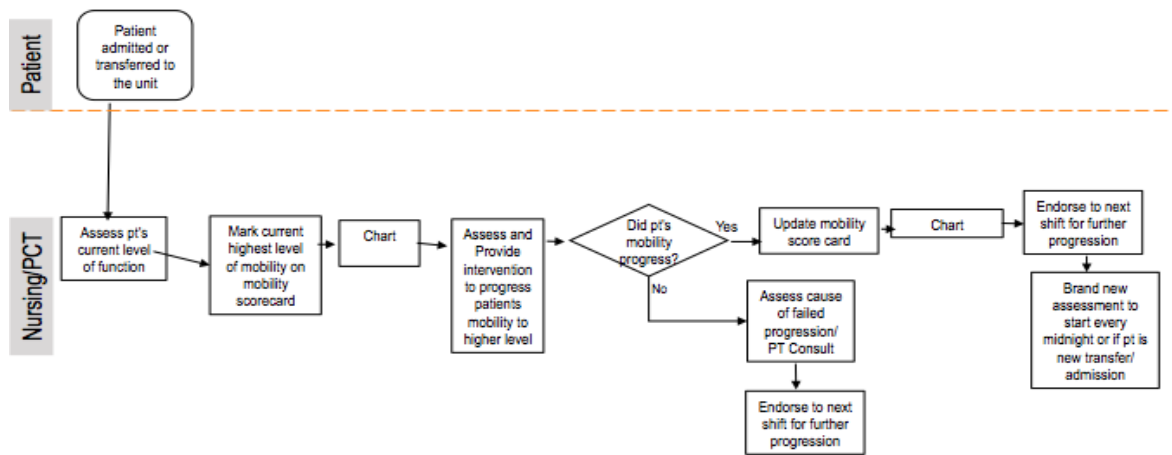 Patient
Patient
admitted or
transferred to
the unit
Nursing/PCT
Assess pt's
current level
of function
Mark current
highest level
of mobility on
mobility
scorecard
Chart
Assess and
Provide
intervention
to progress
patients
mobility to
higher level
Did pt's
mobility
progress?
Yes
No
Update mobility
score card
Chart
Endorse to next
shift for further
progression
Brand new
assessment to
start every
midnight or if pt is
new transfer/
admission
Assess cause
of failed
progression/
PT Consult
Endorse to next
shift for further
progression